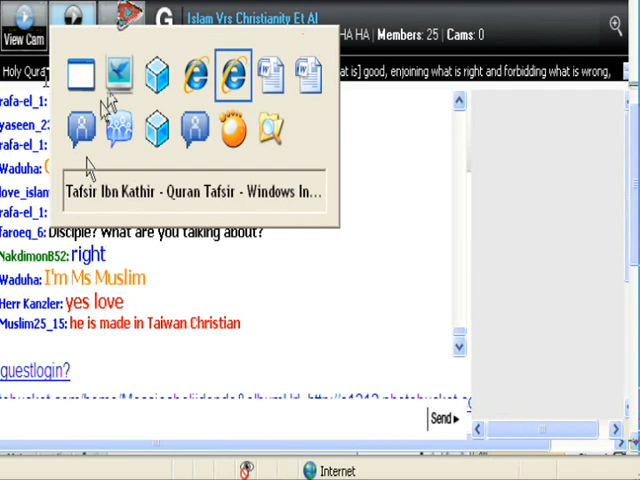 View Cam
G
Islam Vrs Christianity Et Al
HA HA | Members: 25 | Cams: 0
Holy Qura
at is] good, enjoining what is right and forbidding what is wrong,
rafa-el_1:
yaseen_23
rafa-el_1:
Waduha:
love_islam
rafa-el_1:
Tafsir Ibn Kathir - Quran Tafsir - Windows In...
faroeq_6: Disciple? What are you talking about?
NakdimonB52: right
Waduha: I'm Ms Muslim
Herr Kanzler: yes love
Muslim25_15: he is made in Taiwan Christian
guestlogin?
Send
Internet